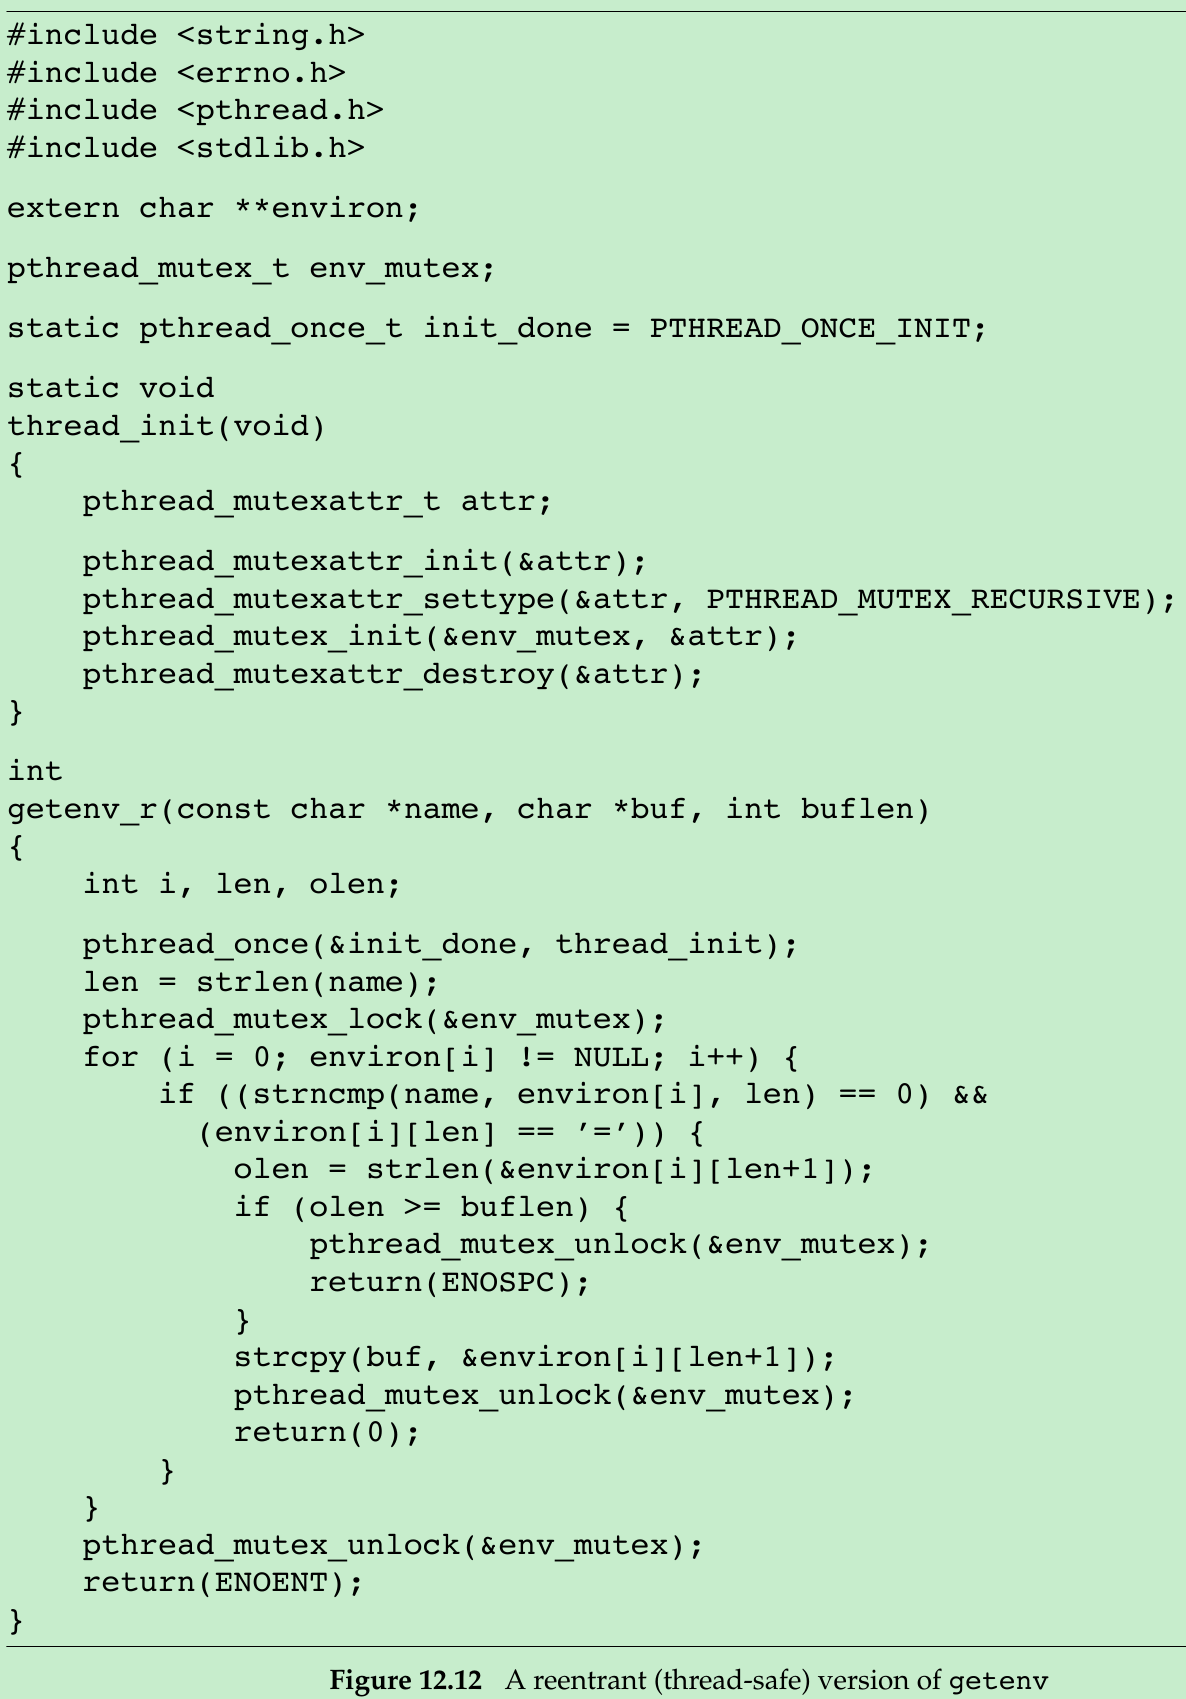 #include <string.h>
#include <errno.h>
#include <pthread.h>
#include <stdlib.h>
extern char **environ;
pthread_mutex_t env_mutex;
static pthread_once_t init_done = PTHREAD_ONCE_INIT;
static void
thread_init(void)
{
    pthread_mutexattr_t attr;
    pthread_mutexattr_init(&attr);
    pthread_mutexattr_settype(&attr, PTHREAD_MUTEX_RECURSIVE);
    pthread_mutex_init(&env_mutex, &attr);
    pthread_mutexattr_destroy(&attr);
}
int
getenv_r(const char *name, char *buf, int buflen)
{
    int i, len, olen;
    pthread_once(&init_done, thread_init);
    len = strlen(name);
    pthread_mutex_lock(&env_mutex);
    for (i = 0; environ[i] != NULL; i++) {
        if ((strncmp(name, environ[i], len) == 0) &&
          (environ[i][len] == ’=’)) {
            olen = strlen(&environ[i][len+1]);
            if (olen >= buflen) {
                pthread_mutex_unlock(&env_mutex);
                return(ENOSPC);
            }
            strcpy(buf, &environ[i][len+1]);
            pthread_mutex_unlock(&env_mutex);
            return(0);
        }
    }
    pthread_mutex_unlock(&env_mutex);
    return(ENOENT);
}
Figure 12.12 A reentrant (thread-safe) version of getenv